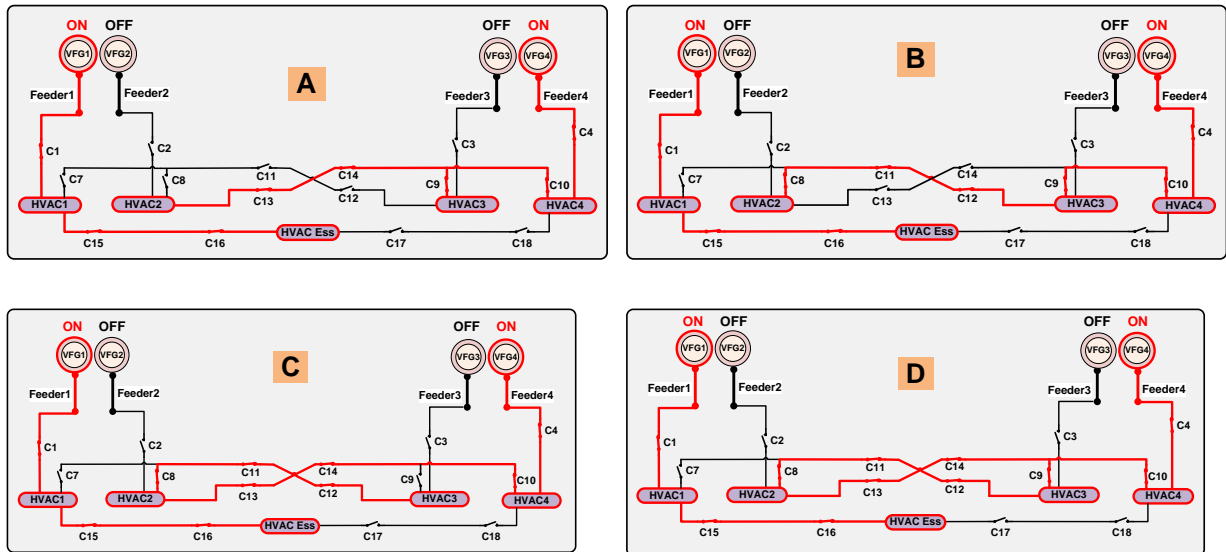 ON OFF OFF ON
VFG1 VFG2 VFG3 VFG4
A
Feeder1 Feeder2 Feeder3 Feeder4
C1 C2 C3 C4
C7 C8 C11 C14 C9 C10
C13 C12
HVAC1 HVAC2 HVAC3 HVAC4
HVAC Ess
C15 C16 C17 C18
ON OFF OFF ON
VFG1 VFG2 VFG3 VFG4
B
Feeder1 Feeder2 Feeder3 Feeder4
C1 C2 C3 C4
C7 C8 C11 C14 C9 C10
C13 C12
HVAC1 HVAC2 HVAC3 HVAC4
HVAC Ess
C15 C16 C17 C18
ON OFF OFF ON
VFG1 VFG2 VFG3 VFG4
C
Feeder1 Feeder2 Feeder3 Feeder4
C1 C2 C3 C4
C7 C8 C11 C14 C9 C10
C13 C12
HVAC1 HVAC2 HVAC3 HVAC4
HVAC Ess
C15 C16 C17 C18
ON OFF OFF ON
VFG1 VFG2 VFG3 VFG4
D
Feeder1 Feeder2 Feeder3 Feeder4
C1 C2 C3 C4
C7 C8 C11 C14 C9 C10
C13 C12
HVAC1 HVAC2 HVAC3 HVAC4
HVAC Ess
C15 C16 C17 C18